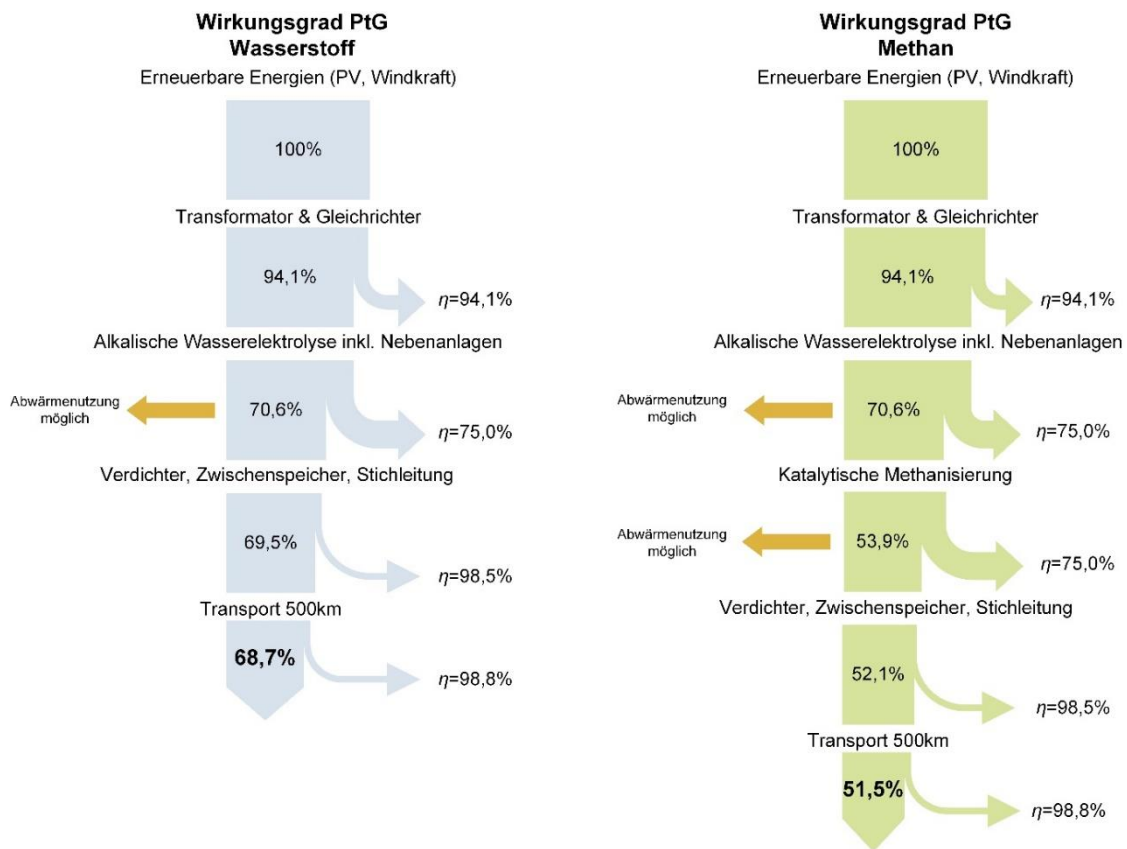 Wirkungsgrad PtG
Wasserstoff
Erneuerbare Energien (PV, Windkraft)
100%
Transformator & Gleichrichter
94,1%
η=94,1%
Alkalische Wasserelektrolyse inkl. Nebenanlagen
Abwärmenutzung
möglich
70,6%
η=75,0%
Verdichter, Zwischenspeicher, Stichleitung
69,5%
η=98,5%
Transport 500km
68,7%
η=98,8%
Wirkungsgrad PtG
Methan
Erneuerbare Energien (PV, Windkraft)
100%
Transformator & Gleichrichter
94,1%
η=94,1%
Alkalische Wasserelektrolyse inkl. Nebenanlagen
Abwärmenutzung
möglich
70,6%
η=75,0%
Katalytische Methanisierung
Abwärmenutzung
möglich
53,9%
η=75,0%
Verdichter, Zwischenspeicher, Stichleitung
52,1%
η=98,5%
Transport 500km
51,5%
η=98,8%